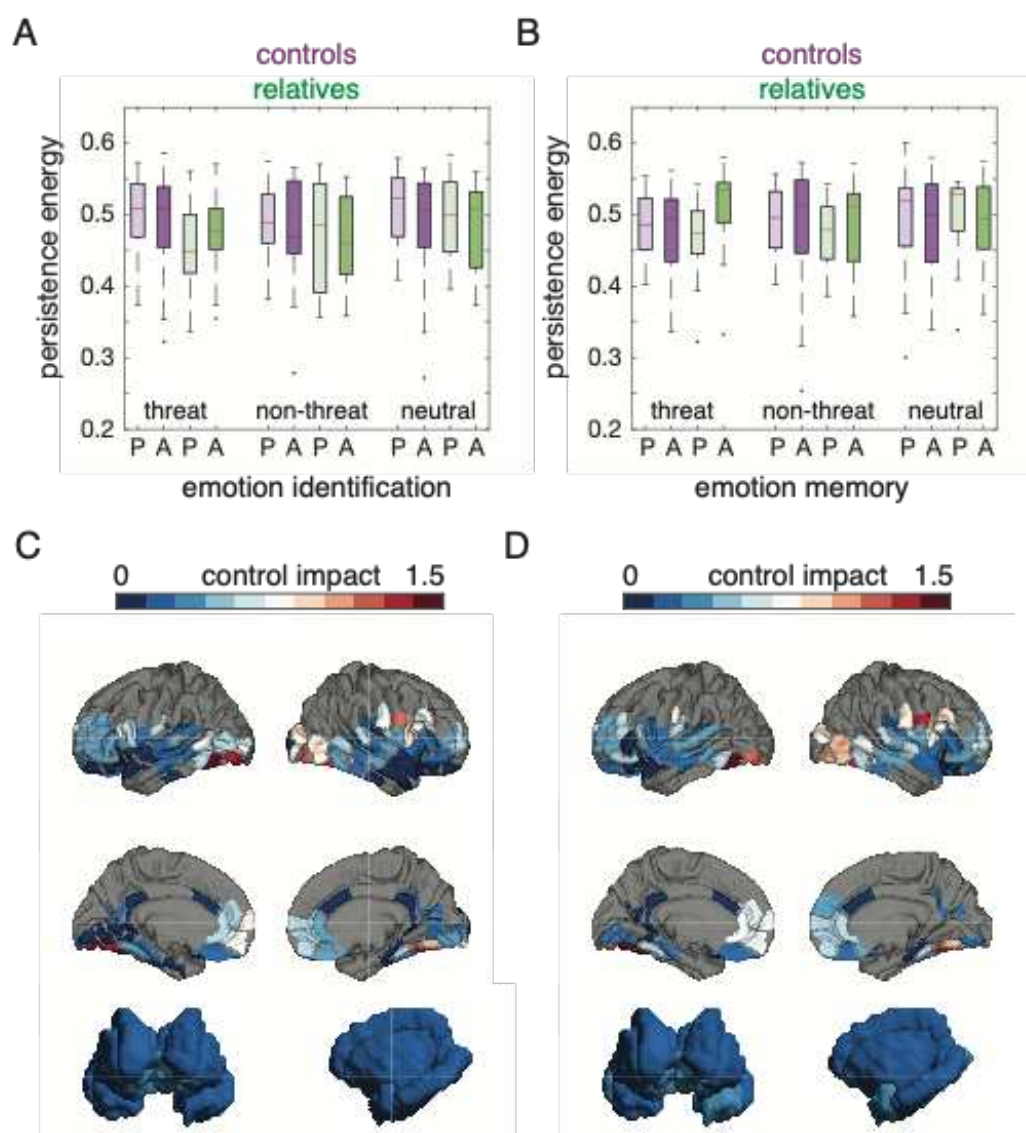 A
controls
relatives
persistence energy
0.6
0.5
0.4
0.3
0.2
threat non-threat neutral
P A P A P A P A P A P A
emotion identification
B
controls
relatives
persistence energy
0.6
0.5
0.4
0.3
0.2
threat non-threat neutral
P A P A P A P A P A P A
emotion memory
C
0 control impact 1.5
D
0 control impact 1.5